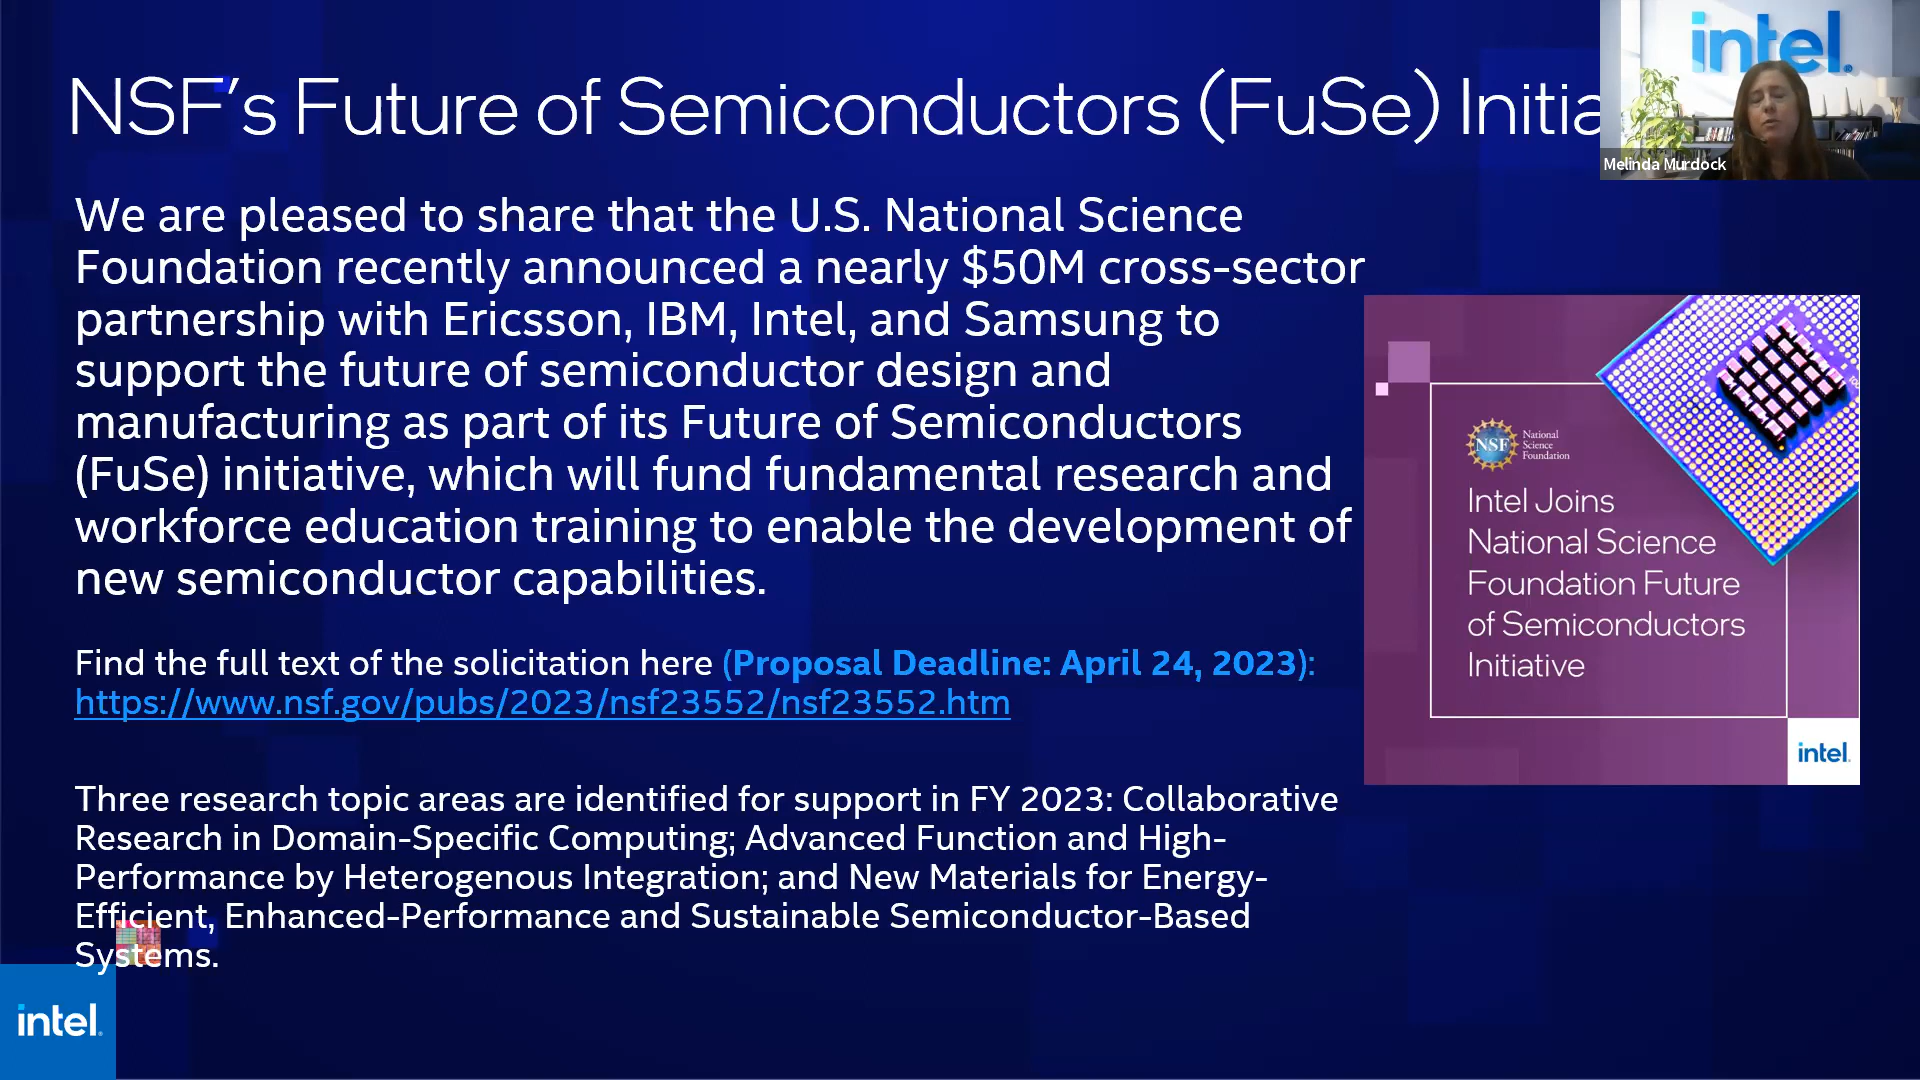 NSF's Future of Semiconductors (FuSe) Initia
intel.
Melinda Murdock
We are pleased to share that the U.S. National Science
Foundation recently announced a nearly $50M cross-sector
partnership with Ericsson, IBM, Intel, and Samsung to
support the future of semiconductor design and
manufacturing as part of its Future of Semiconductors
(FuSe) initiative, which will fund fundamental research and
workforce education training to enable the development of
new semiconductor capabilities.
Find the full text of the solicitation here (Proposal Deadline: April 24, 2023):
https://www.nsf.gov/pubs/2023/nsf23552/nsf23552.htm
Three research topic areas are identified for support in FY 2023: Collaborative
Research in Domain-Specific Computing; Advanced Function and High-
Performance by Heterogenous Integration; and New Materials for Energy-
Efficient, Enhanced-Performance and Sustainable Semiconductor-Based
Systems.
NSF
National
Science
Foundation
Intel Joins
National Science
Foundation Future
of Semiconductors
Initiative
intel.
intel.